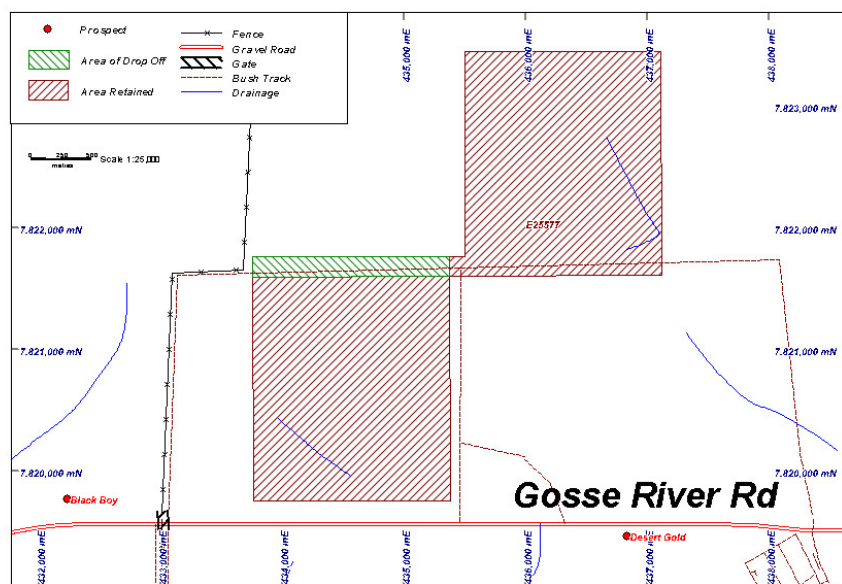 Prospect
Area of Drop Off
Area Retained
Fence
Gravel Road
Gate
Bush Track
Drainage
0 250 500
metres
Scale 1:25,000
435,000 mE
436,000 mE
437,000 mE
438,000 mE
7,823,000 mN
7,822,000 mN
7,822,000 mN
E25877
7,821,000 mN
7,821,000 mN
7,820,000 mN
7,820,000 mN
Black Boy
Gosse River Rd
Desert Gold
432,000 mE
433,000 mE
434,000 mE
435,000 mE
436,000 mE
437,000 mE
438,000 mE